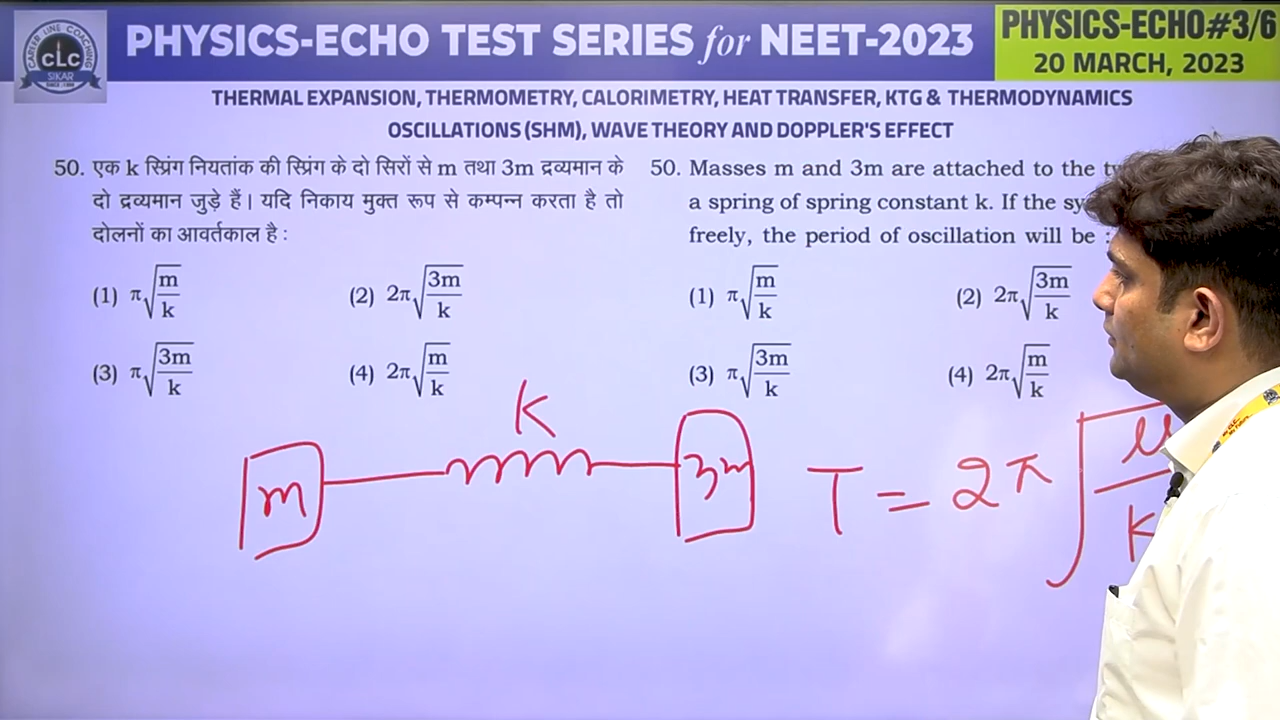 CAREER LINE COACHING
CLC
SIKAR
SINCE : 1996
PHYSICS-ECHO TEST SERIES for NEET-2023
PHYSICS-ECHO#3/6
20 MARCH, 2023
THERMAL EXPANSION, THERMOMETRY, CALORIMETRY, HEAT TRANSFER, KTG & THERMODYNAMICS
OSCILLATIONS (SHM), WAVE THEORY AND DOPPLER'S EFFECT
50. एक k स्प्रिंग नियतांक की स्प्रिंग के दो सिरों से m तथा 3m द्रव्यमान के
दो द्रव्यमान जुड़े हैं। यदि निकाय मुक्त रूप से कम्पन्न करता है तो
दोलनों का आवर्तकाल है :
(1) π√(m/k) (2) 2π√(3m/k)
(3) π√(3m/k) (4) 2π√(m/k)
50. Masses m and 3m are attached to the
a spring of spring constant k. If the
freely, the period of oscillation will be :
(1) π√(m/k) (2) 2π√(3m/k)
(3) π√(3m/k) (4) 2π√(m/k)
K
m 3m T = 2π√(μ/K)